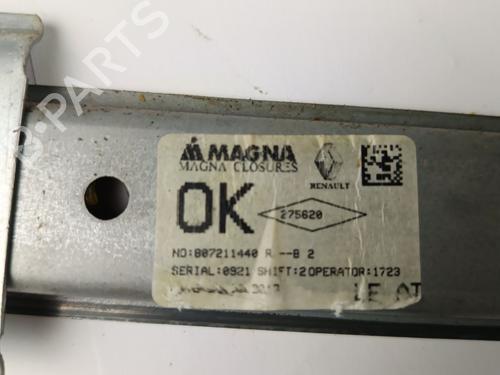 MAGNA
MAGNA CLOSURES
RENAULT
OK
275620
NO:807211440 R --B 2
SERIAL:0921 SHIFT:2 OPERATOR:1723
B-PARTS